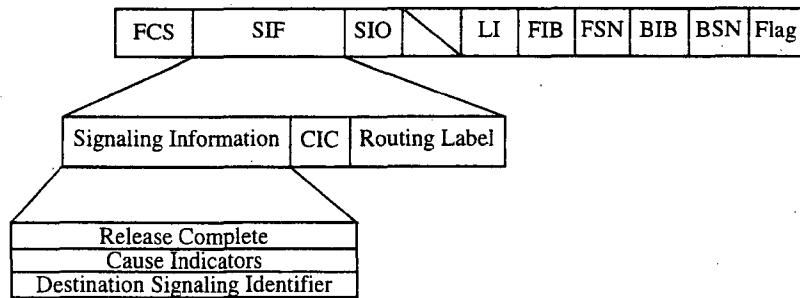 FCS SIF SIO LI FIB FSN BIB BSN Flag
Signaling Information CIC Routing Label
Release Complete
Cause Indicators
Destination Signaling Identifier